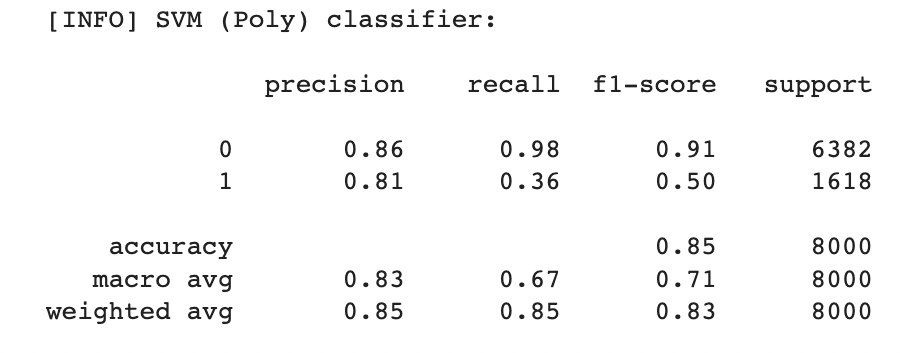 [INFO] SVM (Poly) classifier:
precision recall f1-score support
0 0.86 0.98 0.91 6382
1 0.81 0.36 0.50 1618
accuracy 0.85 8000
macro avg 0.83 0.67 0.71 8000
weighted avg 0.85 0.85 0.83 8000